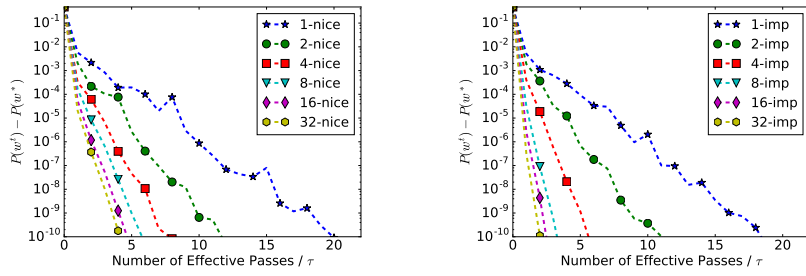 10^{-1}
10^{-2}
10^{-3}
10^{-4}
10^{-5}
10^{-6}
10^{-7}
10^{-8}
10^{-9}
10^{-10}
P(w^t) − P(w^*)
1-nice
2-nice
4-nice
8-nice
16-nice
32-nice
0 5 10 15 20
Number of Effective Passes / τ
10^{-1}
10^{-2}
10^{-3}
10^{-4}
10^{-5}
10^{-6}
10^{-7}
10^{-8}
10^{-9}
10^{-10}
P(w^t) − P(w^*)
1-imp
2-imp
4-imp
8-imp
16-imp
32-imp
0 5 10 15 20
Number of Effective Passes / τ